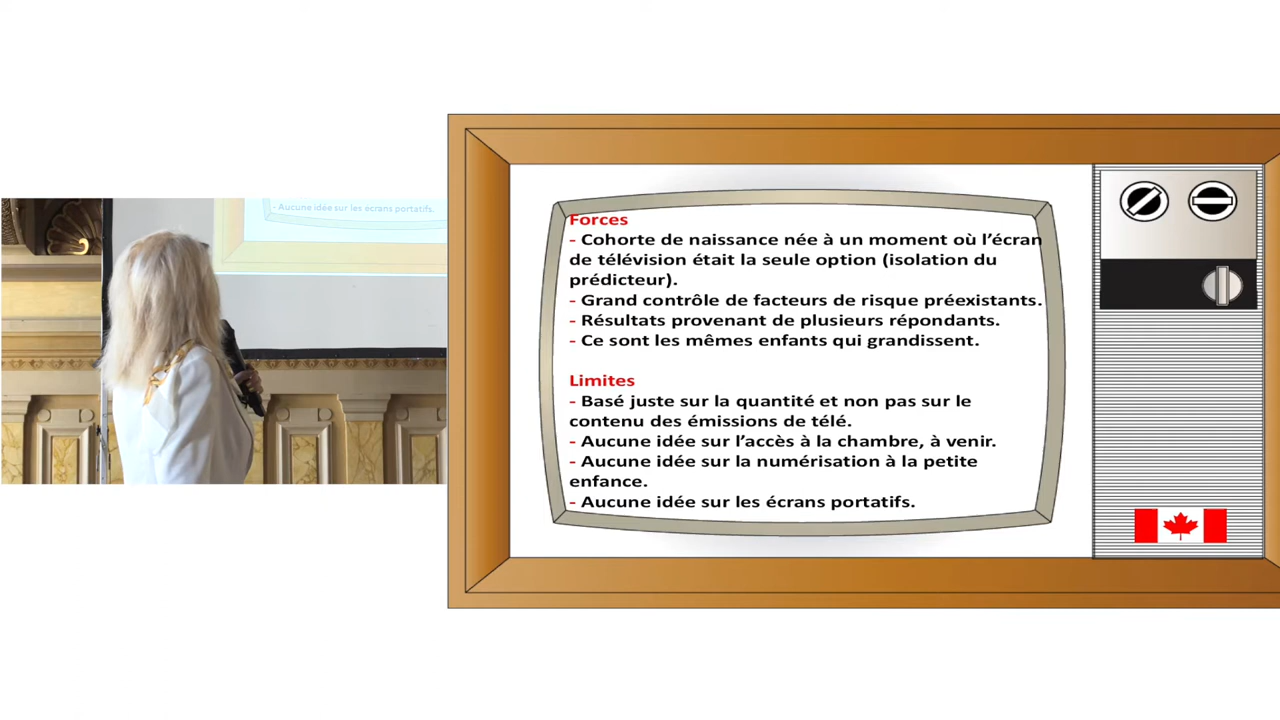 - Aucune idée sur les écrans portatifs.
Forces
- Cohorte de naissance née à un moment où l’écran
de télévision était la seule option (isolation du
prédicteur).
- Grand contrôle de facteurs de risque préexistants.
- Résultats provenant de plusieurs répondants.
- Ce sont les mêmes enfants qui grandissent.
Limites
- Basé juste sur la quantité et non pas sur le
contenu des émissions de télé.
- Aucune idée sur l’accès à la chambre, à venir.
- Aucune idée sur la numérisation à la petite
enfance.
- Aucune idée sur les écrans portatifs.